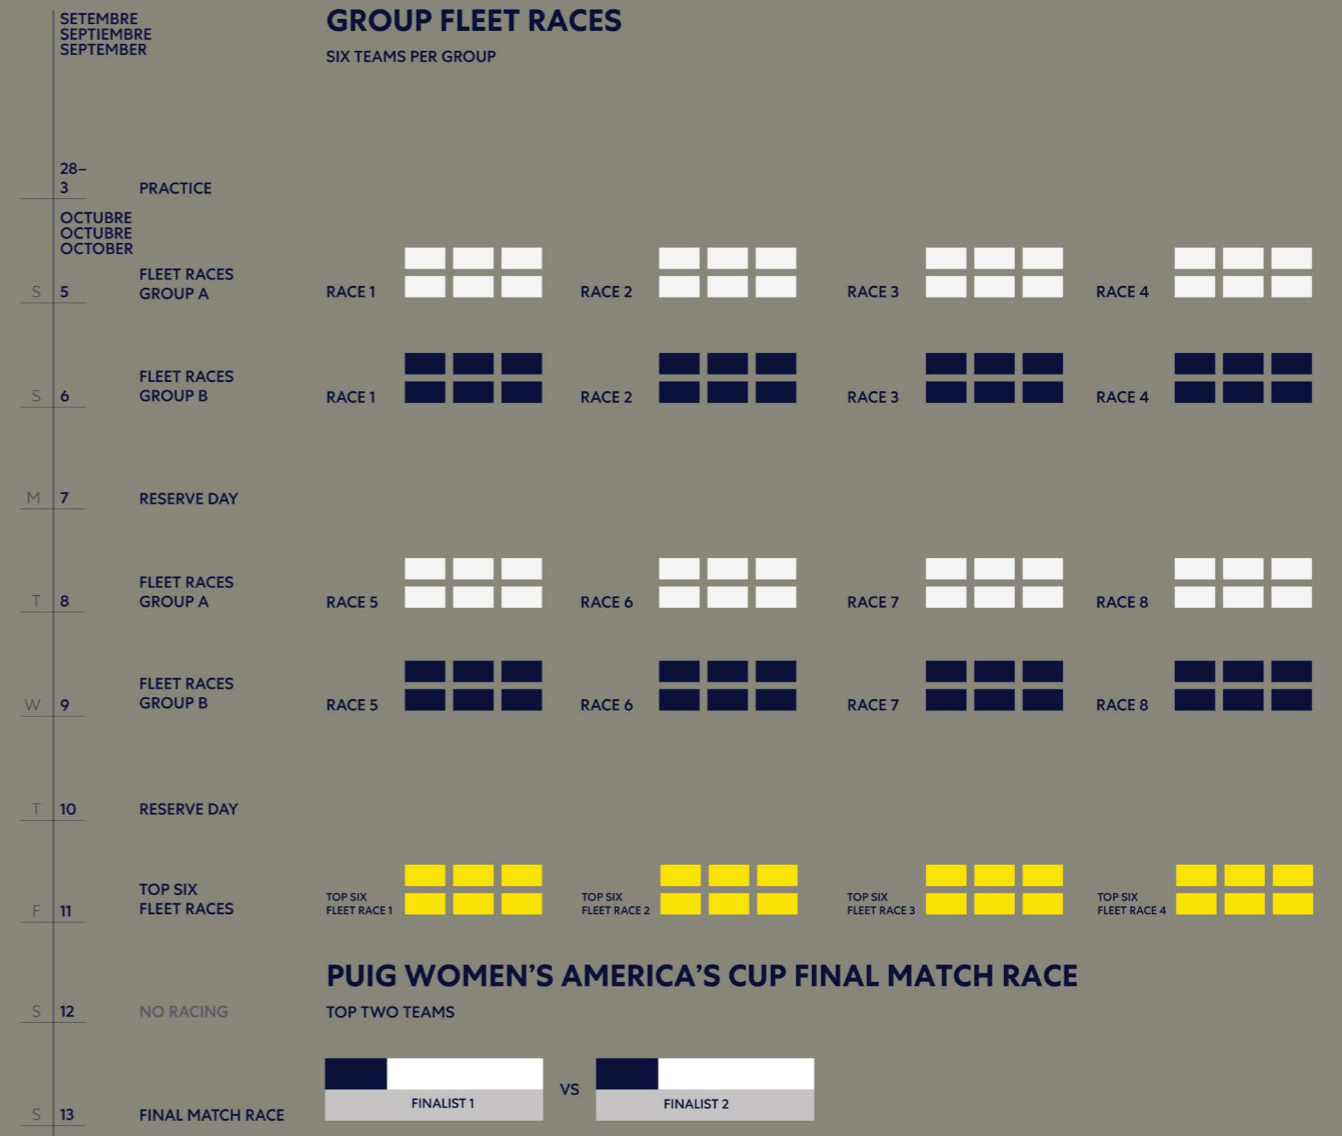 SETEMBRE
SEPTIEMBRE
SEPTEMBER
GROUP FLEET RACES
SIX TEAMS PER GROUP
28–
3 PRACTICE
OCTUBRE
OCTUBRE
OCTOBER
FLEET RACES
S 5 GROUP A RACE 1 RACE 2 RACE 3 RACE 4
FLEET RACES
S 6 GROUP B RACE 1 RACE 2 RACE 3 RACE 4
M 7 RESERVE DAY
FLEET RACES
T 8 GROUP A RACE 5 RACE 6 RACE 7 RACE 8
FLEET RACES
W 9 GROUP B RACE 5 RACE 6 RACE 7 RACE 8
T 10 RESERVE DAY
TOP SIX TOP SIX TOP SIX TOP SIX TOP SIX
F 11 FLEET RACES FLEET RACE 1 FLEET RACE 2 FLEET RACE 3 FLEET RACE 4
PUIG WOMEN'S AMERICA'S CUP FINAL MATCH RACE
S 12 NO RACING TOP TWO TEAMS
VS
FINALIST 1 FINALIST 2
S 13 FINAL MATCH RACE